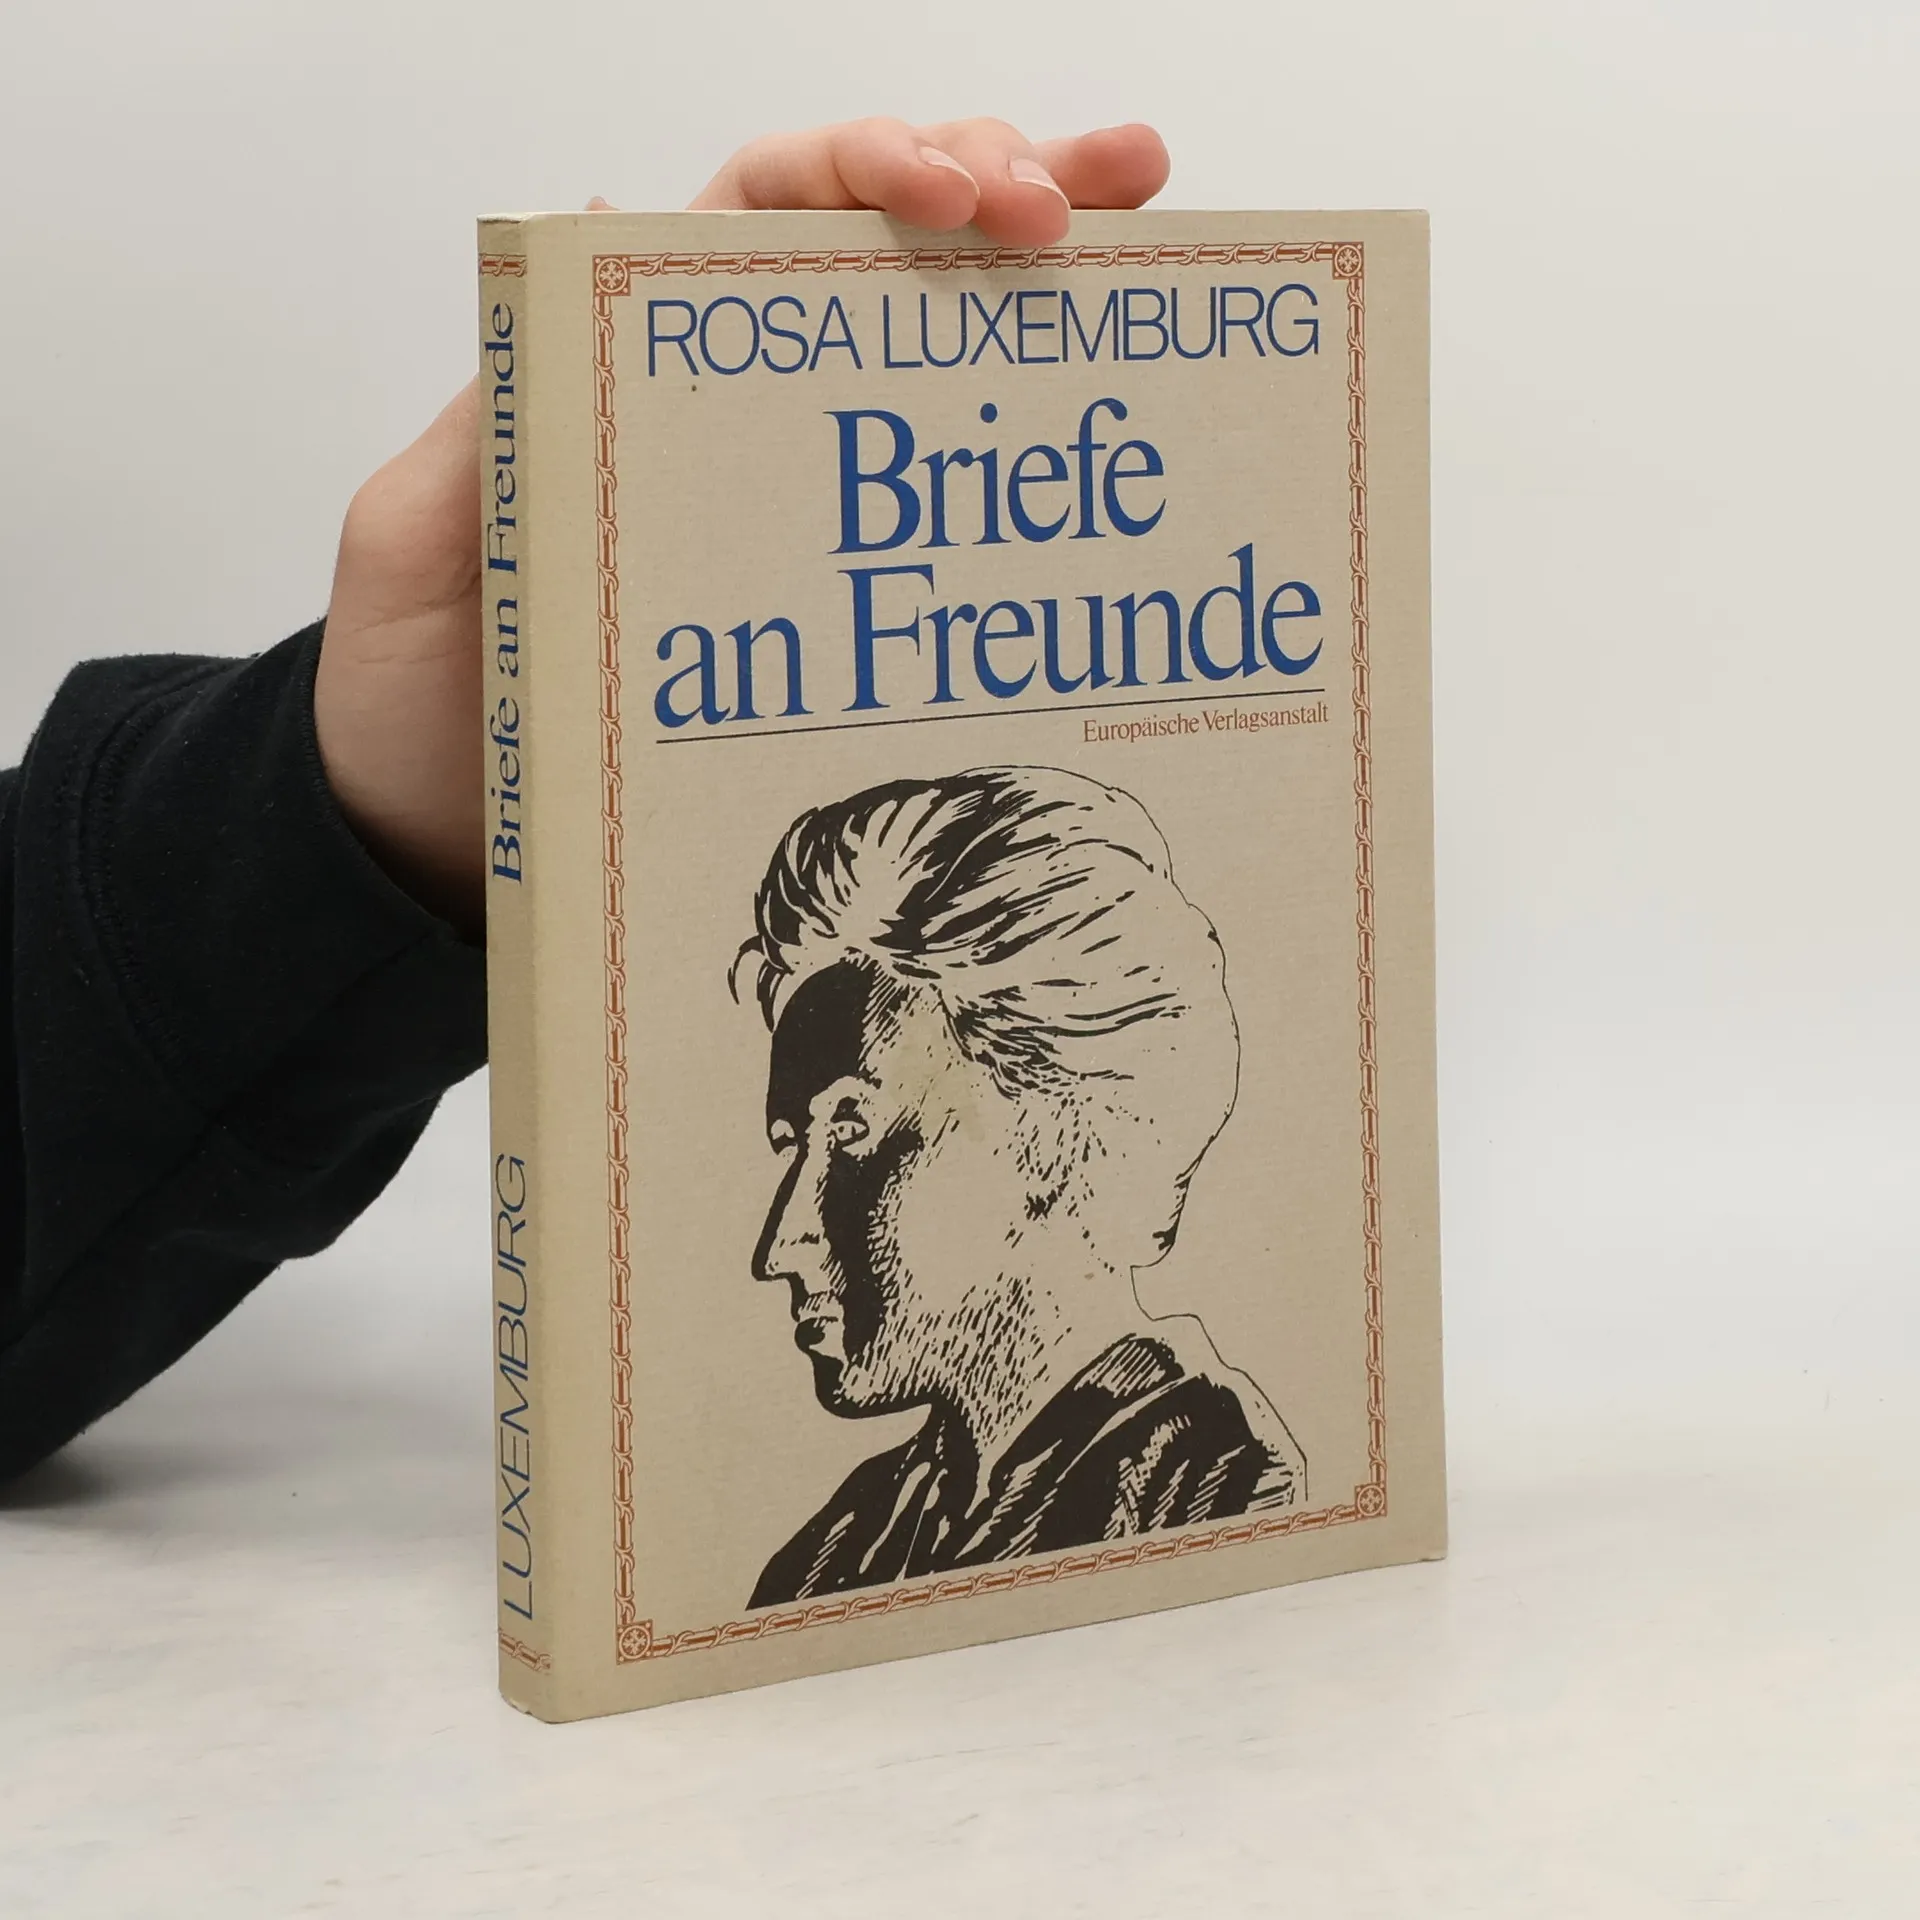 ROSA LUXEMBURG
Briefe
an Freunde
Europäische Verlagsanstalt
LUXEMBURG Briefe an Freunde